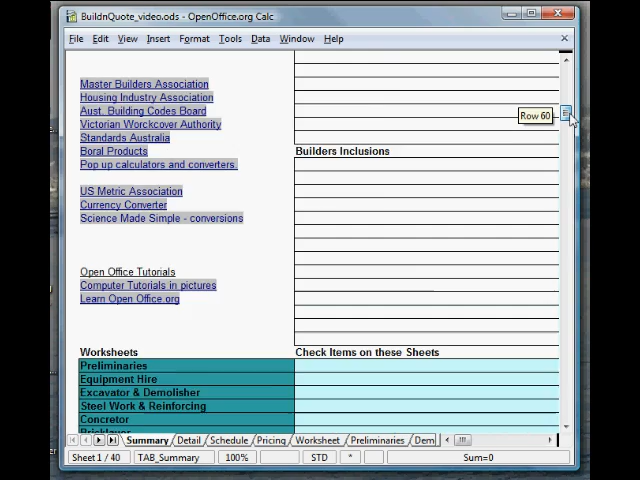 BuildnQuote_video.ods - OpenOffice.org Calc
File Edit View Insert Format Tools Data Window Help
Master Builders Association
Housing Industry Association
Aust. Building Codes Board
Row 60
Victorian Worckcover Authority
Standards Australia
Boral Products
Builders Inclusions
Pop up calculators and converters.
US Metric Association
Currency Converter
Science Made Simple - conversions
Open Office Tutorials
Computer Tutorials in pictures
Learn Open Office.org
Worksheets Check Items on these Sheets
Preliminaries
Equipment Hire
Excavator & Demolisher
Steel Work & Reinforcing
Concretor
Bricklayer
Summary Detail Schedule Pricing Worksheet Preliminaries Dem
Sheet 1 / 40 TAB_Summary 100% STD * Sum=0